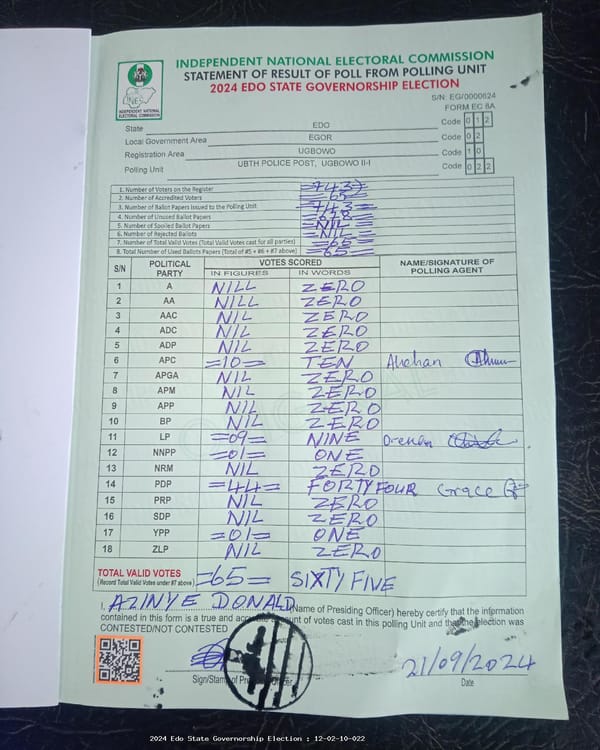 INDEPENDENT NATIONAL ELECTORAL COMMISSION
STATEMENT OF RESULT OF POLL FROM POLLING UNIT
2024 EDO STATE GOVERNORSHIP ELECTION
INDEPENDENT NATIONAL ELECTORAL COMMISSION
S/N: EG/0000624
FORM EC 8A
State EDO Code 0 1 2
Local Government Area EGOR Code 0 2
Registration Area UGBOWO Code 1 0
Polling Unit UBTH POLICE POST, UGBOWO II-I Code 0 2 2
1. Number of Voters on the Register =743=
2. Number of Accredited Voters =65=
3. Number of Ballot Papers issued to the Polling Unit =743=
4. Number of Unused Ballot Papers =678=
5. Number of Spoiled Ballot Papers =NIL=
6. Number of Rejected Ballots =NIL=
7. Number of Total Valid Votes (Total Valid Votes cast for all parties) =65=
8. Total Number of Used Ballot Papers (Total of #5 + #6 + #7 above) =65=
S/N POLITICAL PARTY VOTES SCORED NAME/SIGNATURE OF POLLING AGENT
IN FIGURES IN WORDS
1 A NILL ZERO
2 AA NILL ZERO
3 AAC NIL ZERO
4 ADC NIL ZERO
5 ADP NIL ZERO
6 APC =10= TEN
7 APGA NIL ZERO
8 APM NIL ZERO
9 APP NIL ZERO
10 BP NIL ZERO
11 LP =09= NINE
12 NNPP =01= ONE
13 NRM NIL ZERO
14 PDP =44= FORTY FOUR Grace
15 PRP NIL ZERO
16 SDP NIL ZERO
17 YPP =01= ONE
18 ZLP NIL ZERO
TOTAL VALID VOTES =65= SIXTY FIVE
(Record Total Valid Votes under #7 above)
I, AZINYE DONALD (Name of Presiding Officer) hereby certify that the information
contained in this form is a true and of votes cast in this polling Unit and that the election was
CONTESTED/NOT CONTESTED
21/09/2024
Sign/Stamp of Date
2024 Edo State Governorship Election : 12-02-10-022